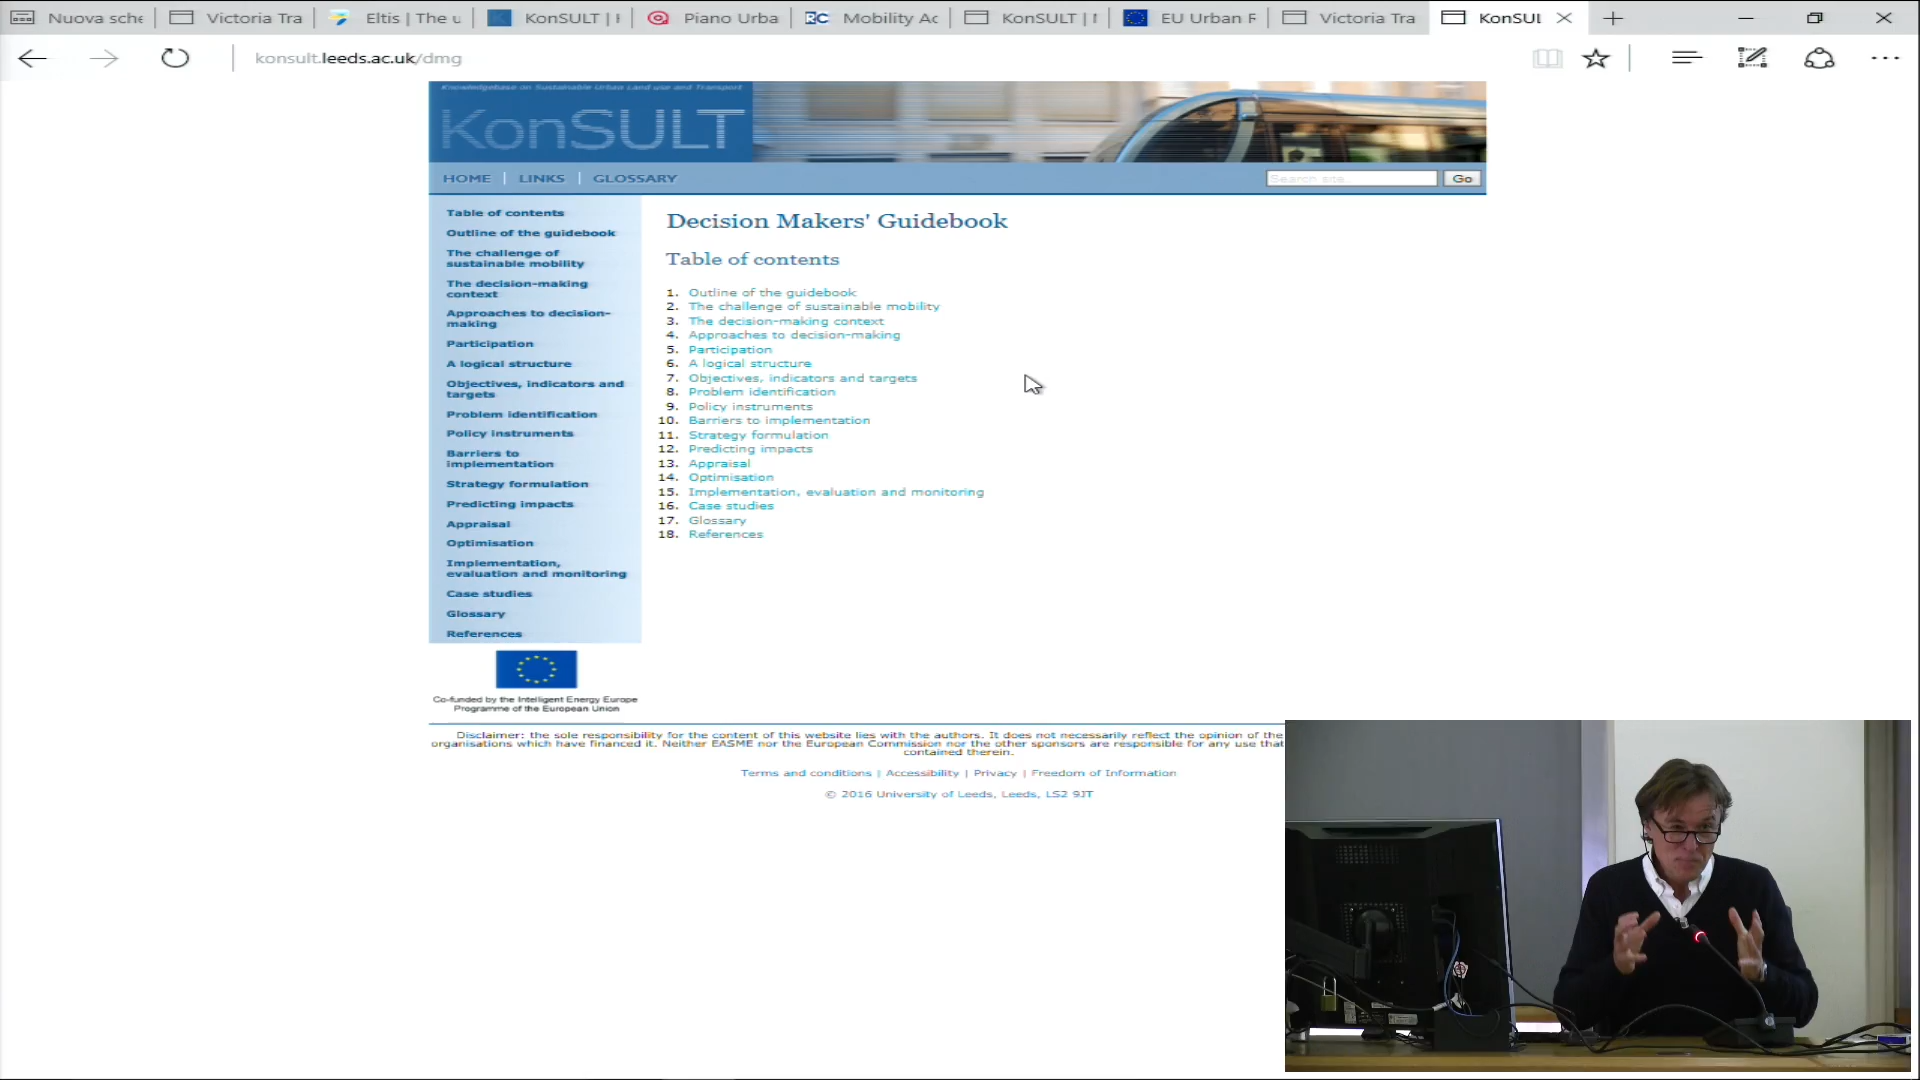 Nuova sche
Victoria Tra
Eltis | The u
KonSULT |
Piano Urba
Mobility Ac
KonSULT |
EU Urban
Victoria Tra
KonSUL
konsult.leeds.ac.uk/dmg
Knowledgebase on Sustainable Urban Land use and Transport
KonSULT
HOME | LINKS | GLOSSARY
Search site.
Go
Table of contents
Outline of the guidebook
The challenge of
sustainable mobility
The decision-making
context
Approaches to decision-
making
Participation
A logical structure
Objectives, indicators and
targets
Problem identification
Policy instruments
Barriers to
implementation
Strategy formulation
Predicting impacts
Appraisal
Optimisation
Implementation,
evaluation and monitoring
Case studies
Glossary
References
Decision Makers' Guidebook
Table of contents
1. Outline of the guidebook
2. The challenge of sustainable mobility
3. The decision-making context
4. Approaches to decision-making
5. Participation
6. A logical structure
7. Objectives, indicators and targets
8. Problem identification
9. Policy instruments
10. Barriers to implementation
11. Strategy formulation
12. Predicting impacts
13. Appraisal
14. Optimisation
15. Implementation, evaluation and monitoring
16. Case studies
17. Glossary
18. References
Co-funded by the Intelligent Energy Europe
Programme of the European Union
Disclaimer: the sole responsibility for the content of this website lies with the authors. It does not necessarily reflect the opinion of the
organisations which have financed it. Neither EASME nor the European Commission nor the other sponsors are responsible for any use that
contained therein.
Terms and conditions | Accessibility | Privacy | Freedom of Information
© 2016 University of Leeds, Leeds, LS2 9JT